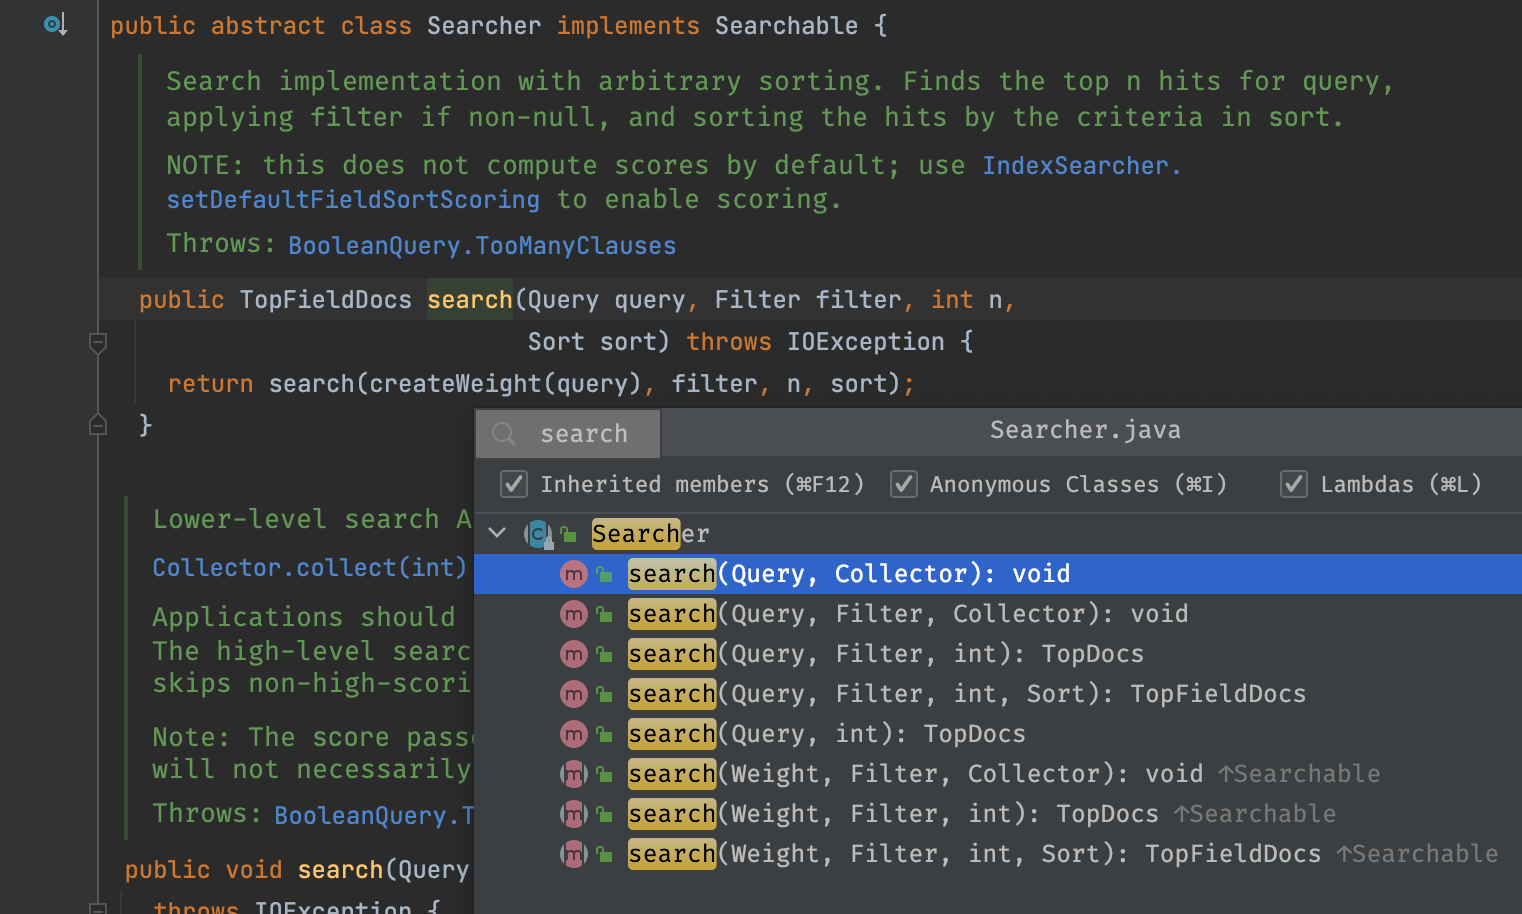 public abstract class Searcher implements Searchable {
Search implementation with arbitrary sorting. Finds the top n hits for query,
applying filter if non-null, and sorting the hits by the criteria in sort.
NOTE: this does not compute scores by default; use IndexSearcher.
setDefaultFieldSortScoring to enable scoring.
Throws: BooleanQuery.TooManyClauses
public TopFieldDocs search(Query query, Filter filter, int n,
Sort sort) throws IOException {
return search(createWeight(query), filter, n, sort);
}
Lower-level search A
Collector.collect(int)
Applications should
The high-level searc
skips non-high-scori
Note: The score pass
will not necessarily
Throws: BooleanQuery.T
public void search(Query
throws IOException {
search
Searcher.java
Inherited members (⌘F12) Anonymous Classes (⌘I) Lambdas (⌘L)
Searcher
search(Query, Collector): void
search(Query, Filter, Collector): void
search(Query, Filter, int): TopDocs
search(Query, Filter, int, Sort): TopFieldDocs
search(Query, int): TopDocs
search(Weight, Filter, Collector): void ↑Searchable
search(Weight, Filter, int): TopDocs ↑Searchable
search(Weight, Filter, int, Sort): TopFieldDocs ↑Searchable